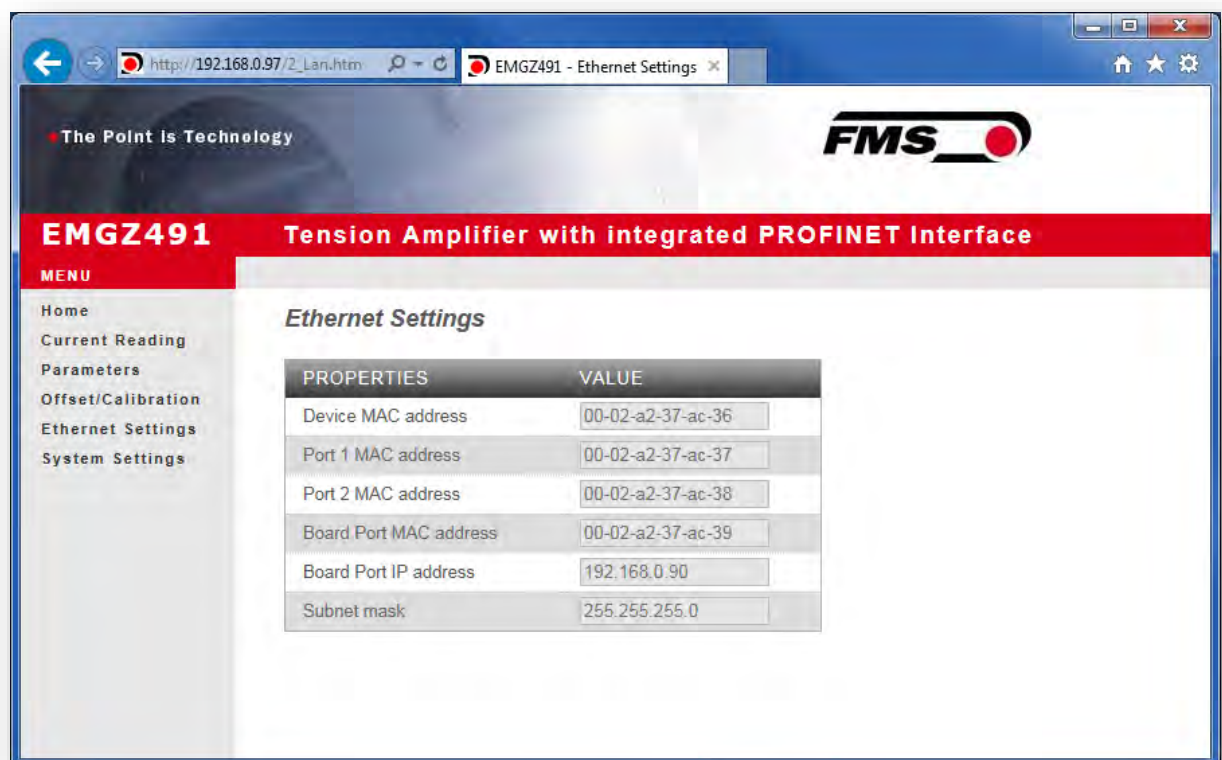 http://192.168.0.97/2_Lan.htm
EMGZ491 - Ethernet Settings
The Point is Technology
FMS
EMGZ491 Tension Amplifier with integrated PROFINET Interface
MENU
Home
Current Reading
Parameters
Offset/Calibration
Ethernet Settings
System Settings
Ethernet Settings
PROPERTIES VALUE
Device MAC address 00-02-a2-37-ac-36
Port 1 MAC address 00-02-a2-37-ac-37
Port 2 MAC address 00-02-a2-37-ac-38
Board Port MAC address 00-02-a2-37-ac-39
Board Port IP address 192.168.0.90
Subnet mask 255.255.255.0